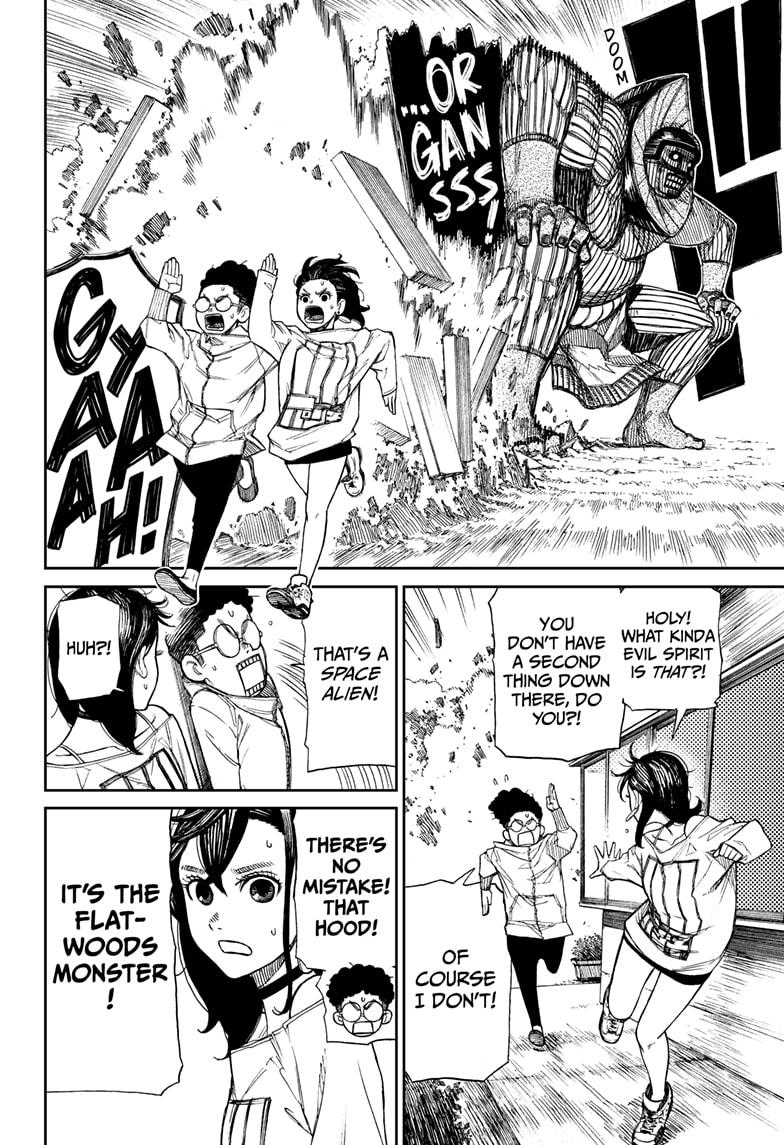 DOOM
...OR
GAN
SSS!
!!
GYAAAAH!
HOLY!
WHAT KINDA
EVIL SPIRIT
IS THAT?!
YOU
DON'T HAVE
A SECOND
THING DOWN
THERE, DO
YOU?!
OF
COURSE
I DON'T!
THAT'S A
SPACE
ALIEN!
HUH?!
THERE'S
NO
MISTAKE!
THAT
HOOD!
IT'S THE
FLAT-
WOODS
MONSTER
!